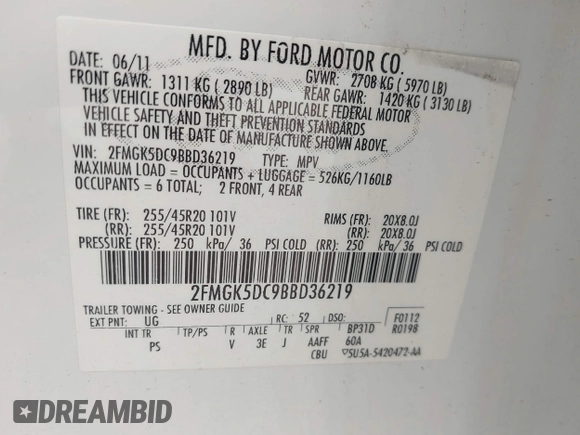 MFD. BY FORD MOTOR CO.
DATE: 06/11 GVWR: 2708 KG ( 5970 LB)
FRONT GAWR: 1311 KG ( 2890 LB) REAR GAWR: 1420 KG ( 3130 LB)
THIS VEHICLE CONFORMS TO ALL APPLICABLE FEDERAL MOTOR
VEHICLE SAFETY AND THEFT PREVENTION STANDARDS
IN EFFECT ON THE DATE OF MANUFACTURE SHOWN ABOVE.
VIN: 2FMGK5DC9BBD36219 TYPE: MPV
MAXIMUM LOAD = OCCUPANTS + LUGGAGE = 526KG/1160LB
OCCUPANTS = 6 TOTAL; 2 FRONT, 4 REAR
TIRE (FR): 255/45R20 101V RIMS (FR): 20X8.0J
(RR): 255/45R20 101V (RR): 20X8.0J
PRESSURE (FR): 250 kPa/ 36 PSI COLD (RR): 250 kPa/ 36 PSI COLD
2FMGK5DC9BBD36219
TRAILER TOWING - SEE OWNER GUIDE
EXT PNT: UG RC: 52 DSO: F0112
INT TR TP/PS R AXLE TR SPR BP31D R0198
PS V 3E J AAFF 60A
CBU 5U5A-5420472-AA
DREAMBID